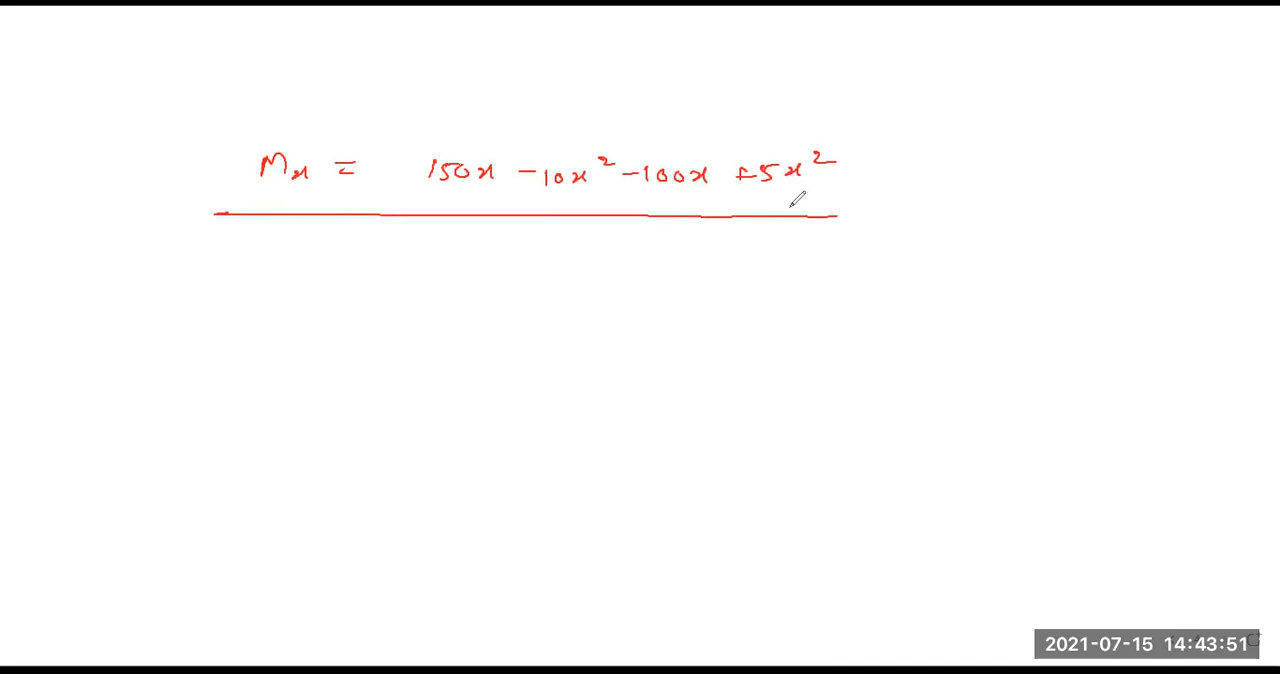 Mx = 150x -10x² -100x +5x²
2021-07-15 14:43:51